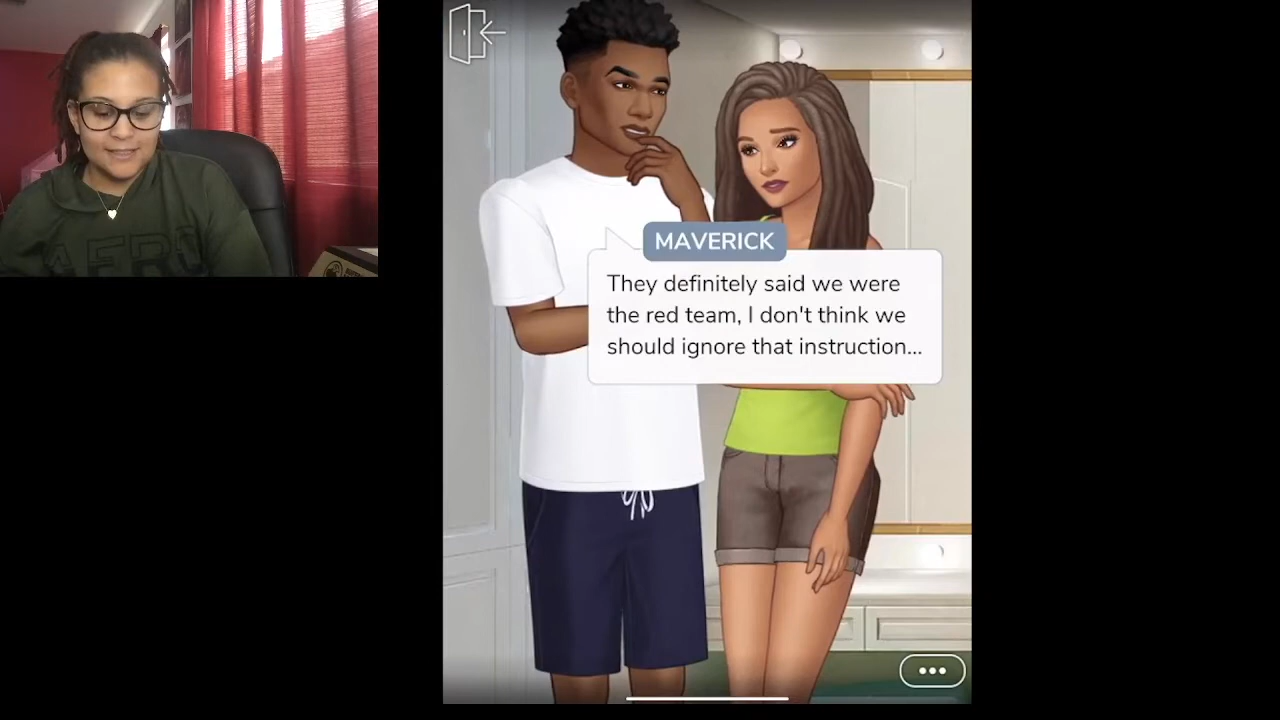 MAVERICK
They definitely said we were
the red team, I don't think we
should ignore that instruction...